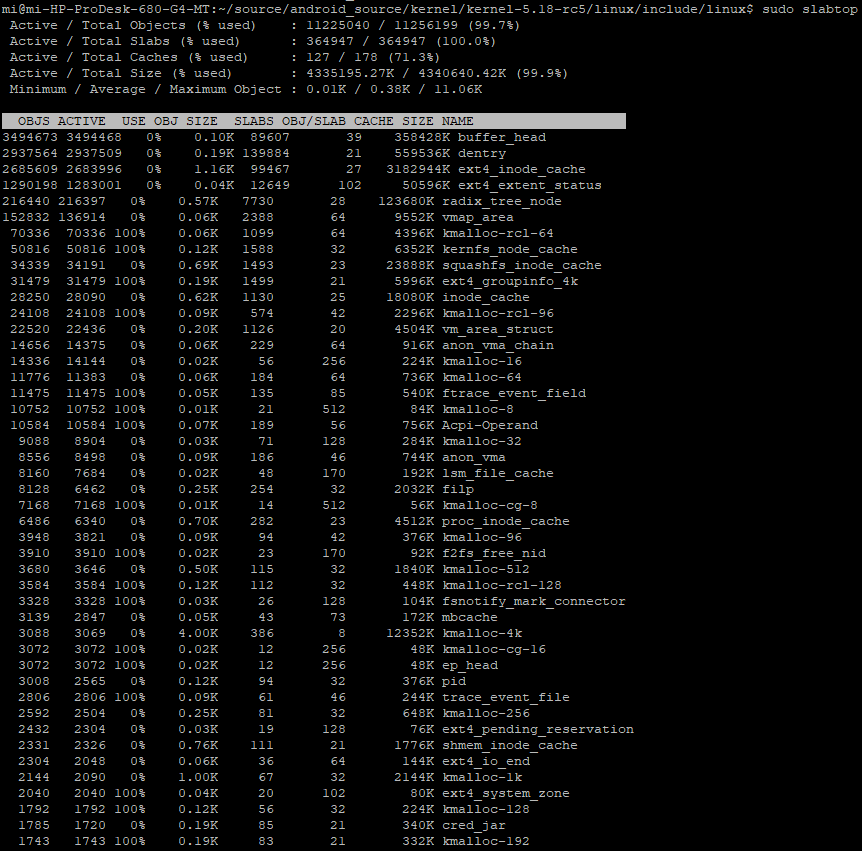 mi@mi-HP-ProDesk-680-G4-MT:~/source/android_source/kernel/kernel-5.18-rc5/linux/include/linux$ sudo slabtop
Active / Total Objects (% used)    : 11225040 / 11256199 (99.7%)
Active / Total Slabs (% used)      : 364947 / 364947 (100.0%)
Active / Total Caches (% used)     : 127 / 178 (71.3%)
Active / Total Size (% used)       : 4335195.27K / 4340640.42K (99.9%)
Minimum / Average / Maximum Object : 0.01K / 0.38K / 11.06K
OBJS ACTIVE  USE OBJ SIZE  SLABS OBJ/SLAB CACHE SIZE NAME
3494673 3494468   0%    0.10K  89607       39    358428K buffer_head
2937564 2937509   0%    0.19K 139884       21    559536K dentry
2685609 2683996   0%    1.16K  99467       27   3182944K ext4_inode_cache
1290198 1283001   0%    0.04K  12649      102     50596K ext4_extent_status
216440 216397   0%    0.57K   7730       28    123680K radix_tree_node
152832 136914   0%    0.06K   2388       64      9552K vmap_area
70336  70336 100%    0.06K   1099       64      4396K kmalloc-rcl-64
50816  50816 100%    0.12K   1588       32      6352K kernfs_node_cache
34339  34191   0%    0.69K   1493       23     23888K squashfs_inode_cache
31479  31479 100%    0.19K   1499       21      5996K ext4_groupinfo_4k
28250  28090   0%    0.62K   1130       25     18080K inode_cache
24108  24108 100%    0.09K    574       42      2296K kmalloc-rcl-96
22520  22436   0%    0.20K   1126       20      4504K vm_area_struct
14656  14375   0%    0.06K    229       64       916K anon_vma_chain
14336  14144   0%    0.02K     56      256       224K kmalloc-16
11776  11383   0%    0.06K    184       64       736K kmalloc-64
11475  11475 100%    0.05K    135       85       540K ftrace_event_field
10752  10752 100%    0.01K     21      512        84K kmalloc-8
10584  10584 100%    0.07K    189       56       756K Acpi-Operand
9088   8904   0%    0.03K     71      128       284K kmalloc-32
8556   8498   0%    0.09K    186       46       744K anon_vma
8160   7684   0%    0.02K     48      170       192K lsm_file_cache
8128   6462   0%    0.25K    254       32      2032K filp
7168   7168 100%    0.01K     14      512        56K kmalloc-cg-8
6486   6340   0%    0.70K    282       23      4512K proc_inode_cache
3948   3821   0%    0.09K     94       42       376K kmalloc-96
3910   3910 100%    0.02K     23      170        92K f2fs_free_nid
3680   3646   0%    0.50K    115       32      1840K kmalloc-512
3584   3584 100%    0.12K    112       32       448K kmalloc-rcl-128
3328   3328 100%    0.03K     26      128       104K fsnotify_mark_connector
3139   2847   0%    0.05K     43       73       172K mbcache
3088   3069   0%    4.00K    386        8     12352K kmalloc-4k
3072   3072 100%    0.02K     12      256        48K kmalloc-cg-16
3072   3072 100%    0.02K     12      256        48K ep_head
3008   2565   0%    0.12K     94       32       376K pid
2806   2806 100%    0.09K     61       46       244K trace_event_file
2592   2504   0%    0.25K     81       32       648K kmalloc-256
2432   2304   0%    0.03K     19      128        76K ext4_pending_reservation
2331   2326   0%    0.76K    111       21      1776K shmem_inode_cache
2304   2048   0%    0.06K     36       64       144K ext4_io_end
2144   2090   0%    1.00K     67       32      2144K kmalloc-1k
2040   2040 100%    0.04K     20      102        80K ext4_system_zone
1792   1792 100%    0.12K     56       32       224K kmalloc-128
1785   1720   0%    0.19K     85       21       340K cred_jar
1743   1743 100%    0.19K     83       21       332K kmalloc-192